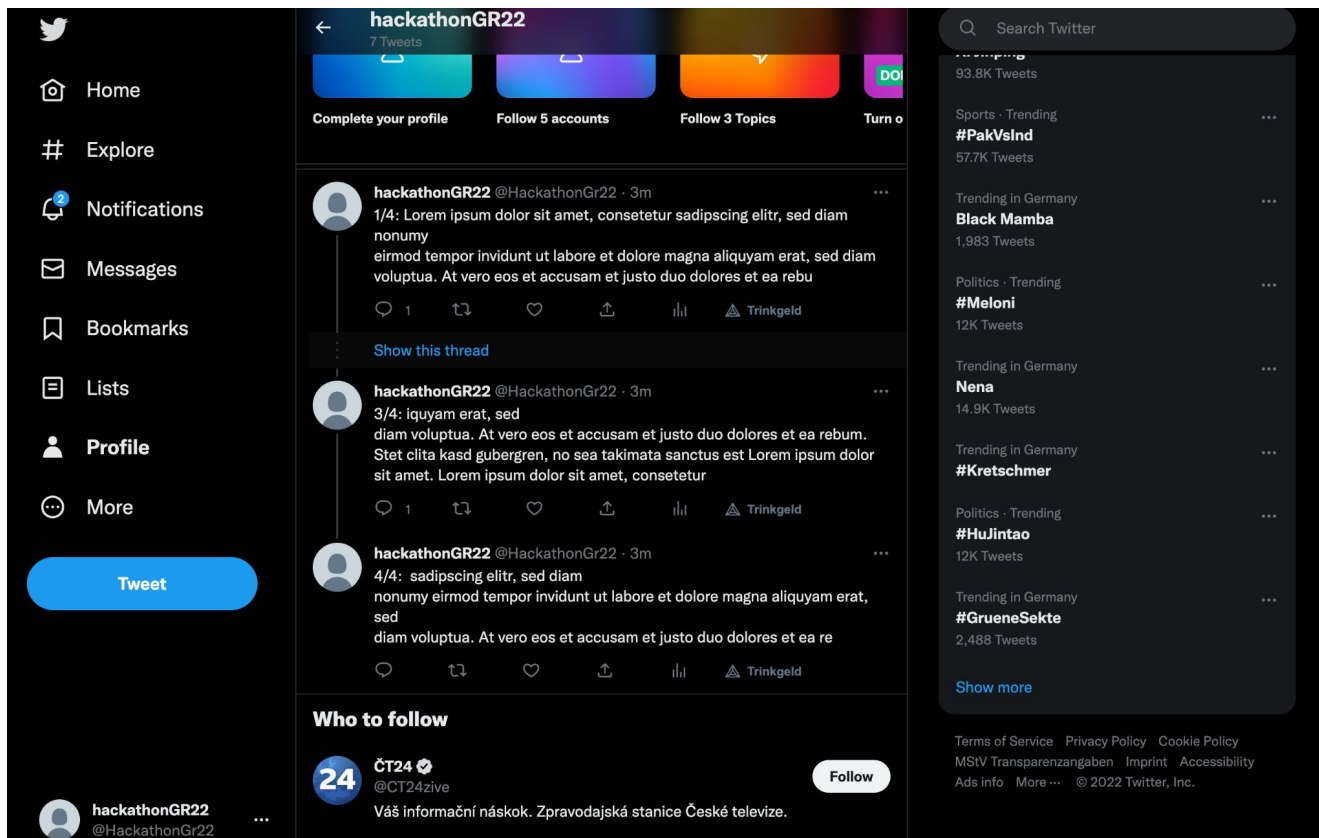 Home
Explore
2
Notifications
Messages
Bookmarks
Lists
Profile
More
Tweet
hackathonGR22
@HackathonGr22
hackathonGR22
7 Tweets
Complete your profile
Follow 5 accounts
Follow 3 Topics
Turn o
hackathonGR22 @HackathonGr22 · 3m
1/4: Lorem ipsum dolor sit amet, consetetur sadipscing elitr, sed diam
nonumy
eirmod tempor invidunt ut labore et dolore magna aliquyam erat, sed diam
voluptua. At vero eos et accusam et justo duo dolores et ea rebu
1 Trinkgeld
Show this thread
hackathonGR22 @HackathonGr22 · 3m
3/4: iquyam erat, sed
diam voluptua. At vero eos et accusam et justo duo dolores et ea rebum.
Stet clita kasd gubergren, no sea takimata sanctus est Lorem ipsum dolor
sit amet. Lorem ipsum dolor sit amet, consetetur
1 Trinkgeld
hackathonGR22 @HackathonGr22 · 3m
4/4: sadipscing elitr, sed diam
nonumy eirmod tempor invidunt ut labore et dolore magna aliquyam erat,
sed
diam voluptua. At vero eos et accusam et justo duo dolores et ea re
Trinkgeld
Who to follow
24
ČT24
@CT24zive
Follow
Váš informační náskok. Zpravodajská stanice České televize.
Search Twitter
93.8K Tweets
Sports · Trending
#PakVsInd
57.7K Tweets
Trending in Germany
Black Mamba
1,983 Tweets
Politics · Trending
#Meloni
12K Tweets
Trending in Germany
Nena
14.9K Tweets
Trending in Germany
#Kretschmer
Politics · Trending
#HuJintao
12K Tweets
Trending in Germany
#GrueneSekte
2,488 Tweets
Show more
Terms of Service Privacy Policy Cookie Policy
MStV Transparenzangaben Imprint Accessibility
Ads info More ··· © 2022 Twitter, Inc.